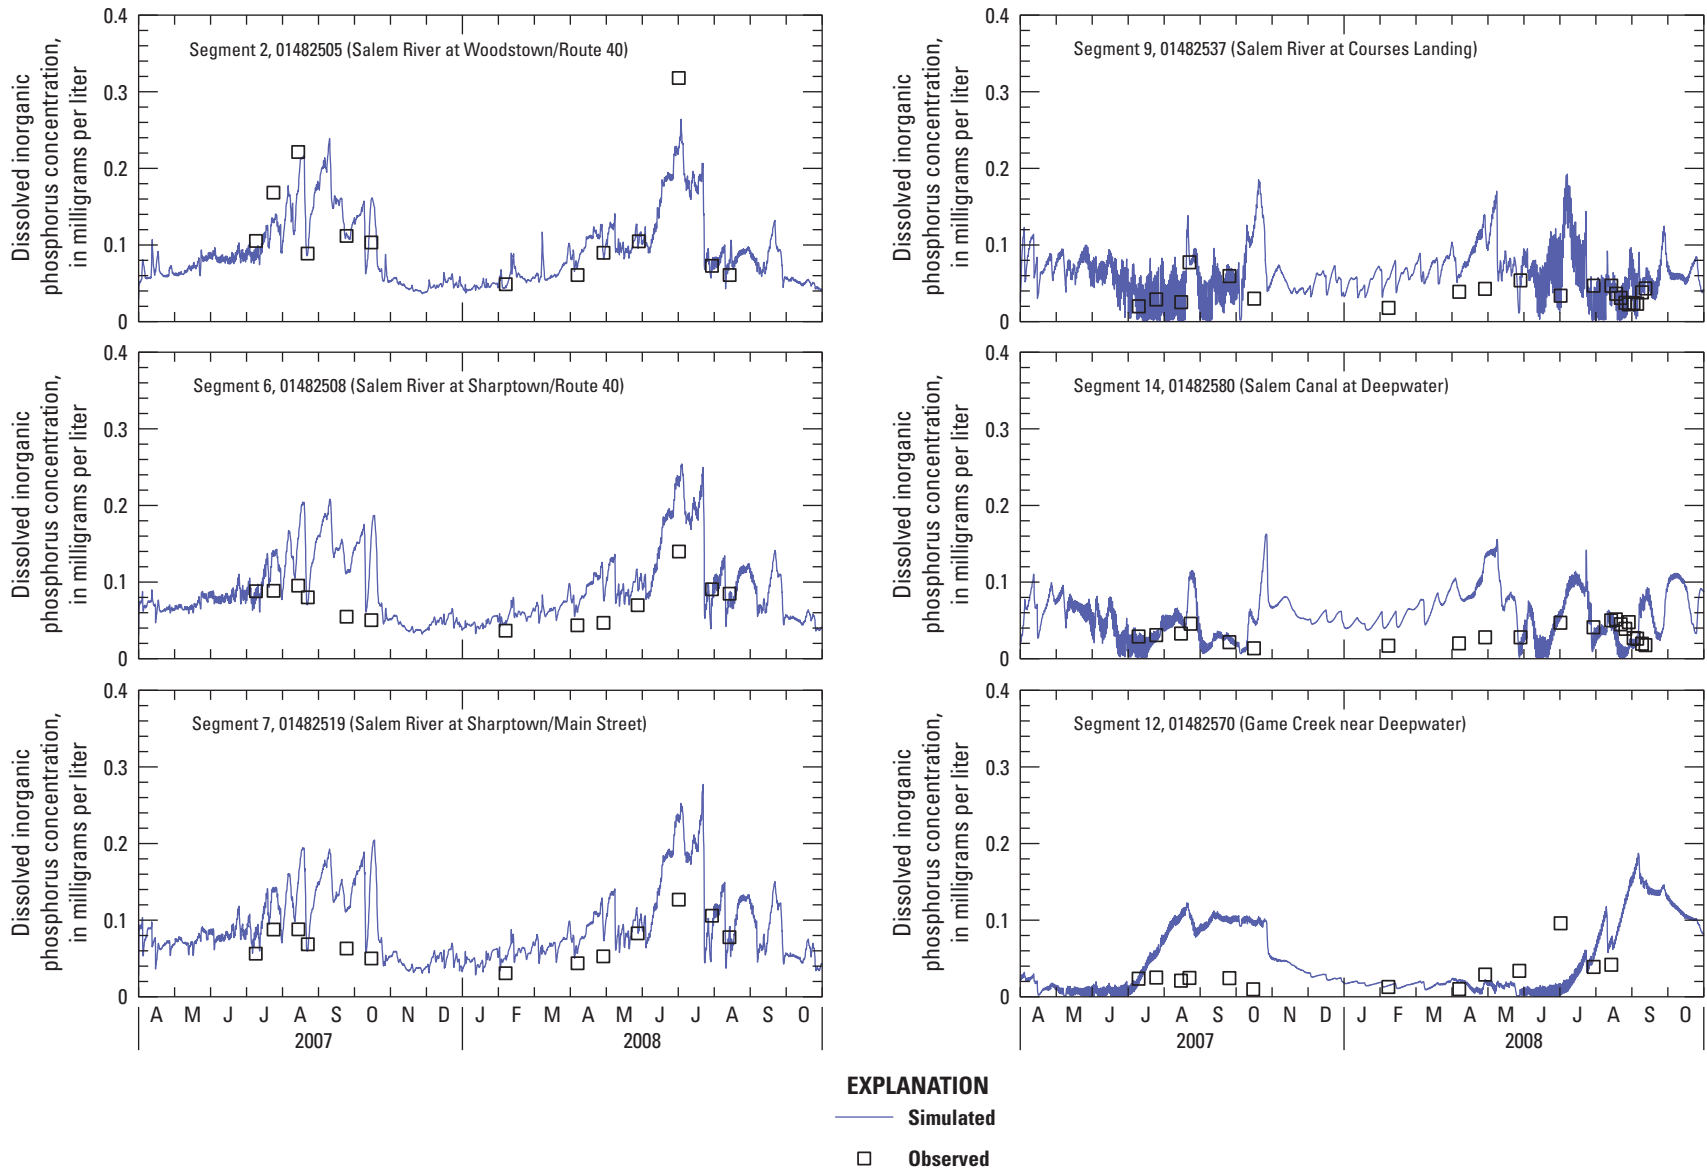 Dissolved inorganic
phosphorus concentration,
in milligrams per liter
0.4
0.3
0.2
0.1
0
Segment 2, 01482505 (Salem River at Woodstown/Route 40)
Dissolved inorganic
phosphorus concentration,
in milligrams per liter
0.4
0.3
0.2
0.1
0
Segment 9, 01482537 (Salem River at Courses Landing)
Dissolved inorganic
phosphorus concentration,
in milligrams per liter
0.4
0.3
0.2
0.1
0
Segment 6, 01482508 (Salem River at Sharptown/Route 40)
Dissolved inorganic
phosphorus concentration,
in milligrams per liter
0.4
0.3
0.2
0.1
0
Segment 14, 01482580 (Salem Canal at Deepwater)
Dissolved inorganic
phosphorus concentration,
in milligrams per liter
0.4
0.3
0.2
0.1
0
Segment 7, 01482519 (Salem River at Sharptown/Main Street)
A M J J A S O N D J F M A M J J A S O
2007 2008
Dissolved inorganic
phosphorus concentration,
in milligrams per liter
0.4
0.3
0.2
0.1
0
Segment 12, 01482570 (Game Creek near Deepwater)
A M J J A S O N D J F M A M J J A S O
2007 2008
EXPLANATION
Simulated
Observed